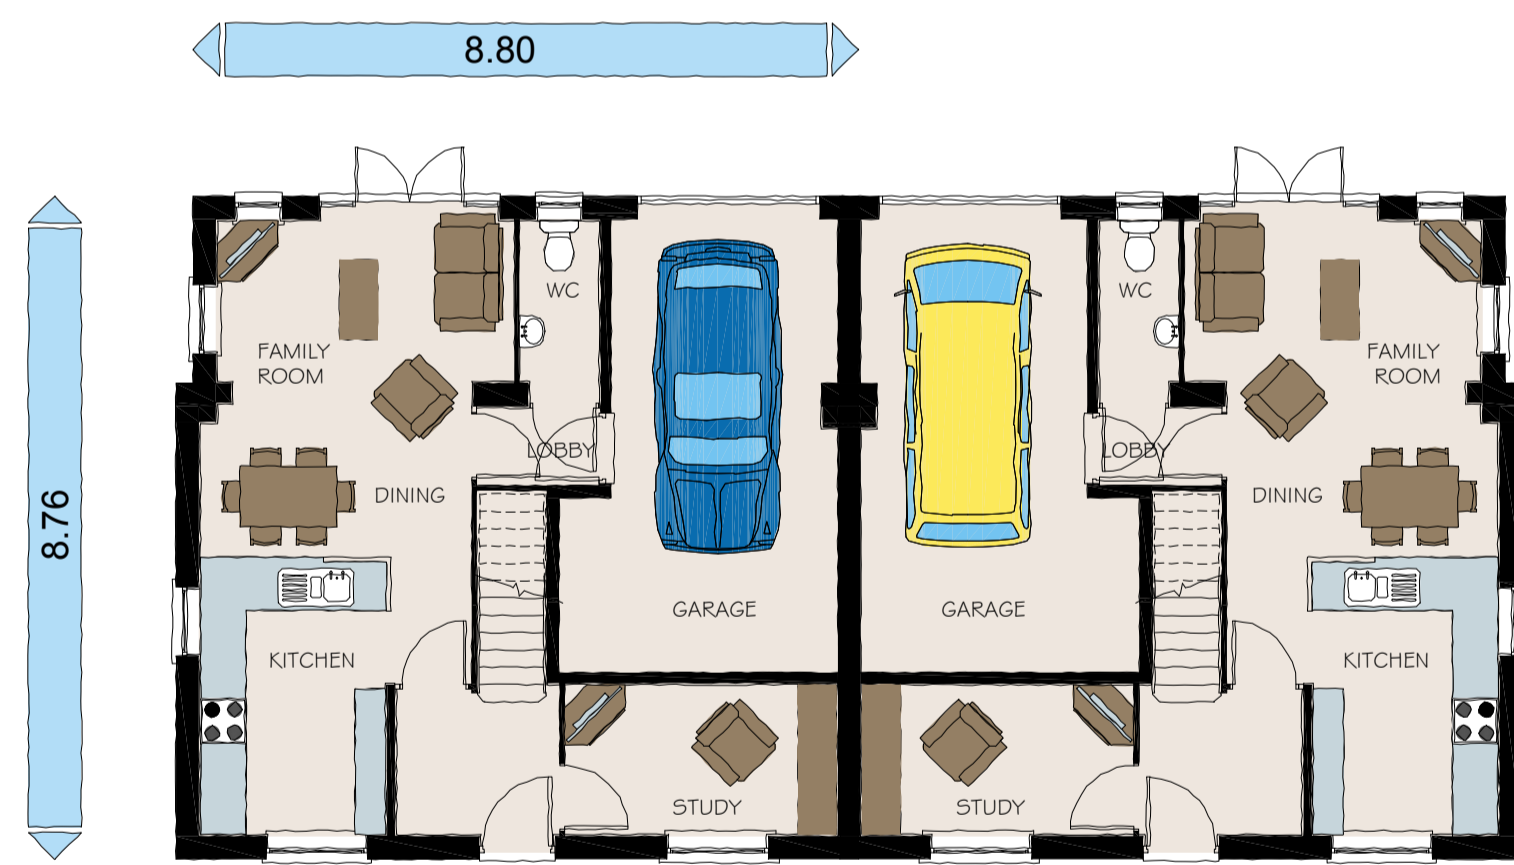 8.80
8.76
WC
WC
FAMILY
ROOM
FAMILY
ROOM
LOBBY
LOBBY
DINING
DINING
GARAGE
GARAGE
KITCHEN
KITCHEN
STUDY
STUDY